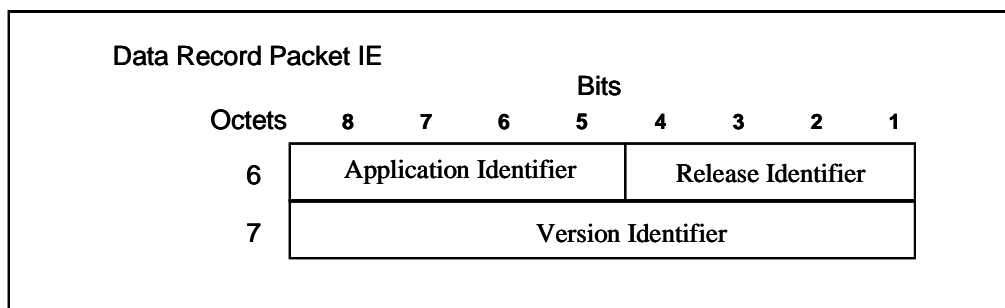 Data Record Packet IE
Bits
Octets 8 7 6 5 4 3 2 1
6 Application Identifier Release Identifier
7 Version Identifier